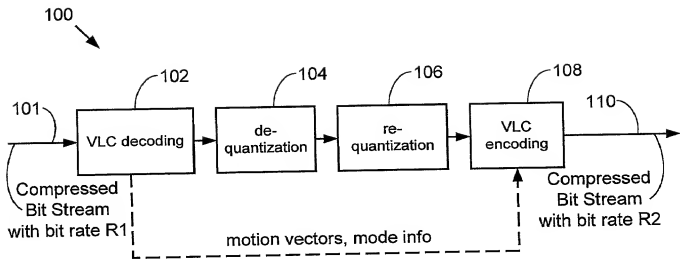 100
102
104
106
108
101
110
VLC decoding
de-
quantization
re-
quantization
VLC
encoding
Compressed
Bit Stream
with bit rate R1
Compressed
Bit Stream
with bit rate R2
motion vectors, mode info